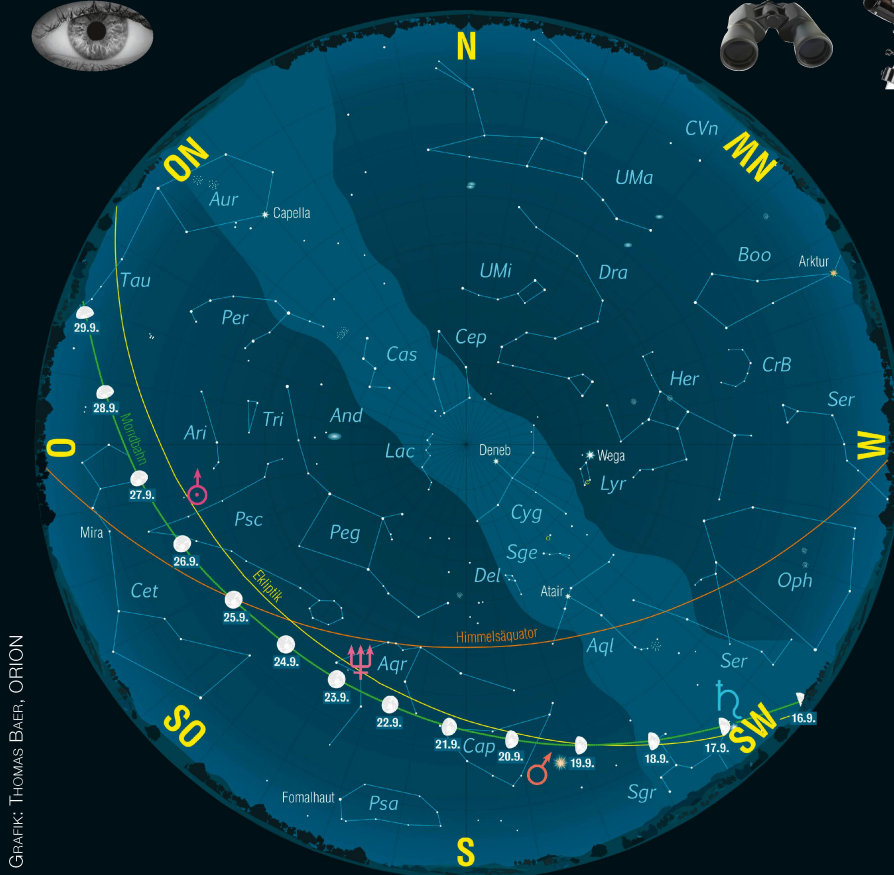 N
NO
NW
CVn
UMa
Aur
Capella
Boo
Arktur
UMi
Dra
Tau
Per
Cep
Cas
29.9.
Her
CrB
28.9.
Ser
And
Tri
Ari
Mondbahn
O
W
Lac
Deneb
Wega
Lyr
27.9.
Psc
Cyg
Peg
Mira
Sge
26.9.
Del
Oph
Ekliptik
Cet
Atair
25.9.
Himmelsäquator
Aql
24.9.
Aqr
Ser
23.9.
22.9.
SO
SW
16.9.
21.9.
Cap
20.9.
19.9.
18.9.
17.9.
Sgr
Fomalhaut
Psa
S
GRAFIK: THOMAS BAER, ORION